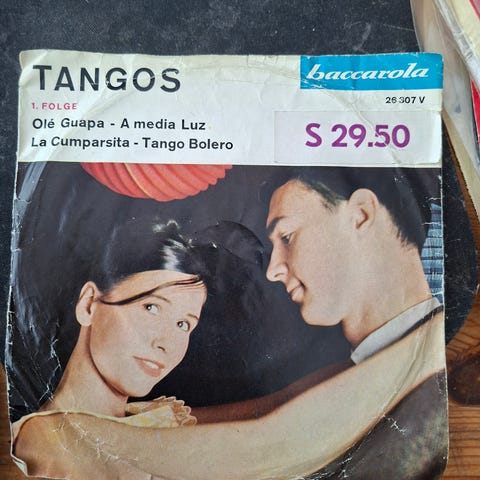 TANGOS
baccarola
26 307 V
1. FOLGE
Olé Guapa - A media Luz
La Cumparsita - Tango Bolero
S 29.50